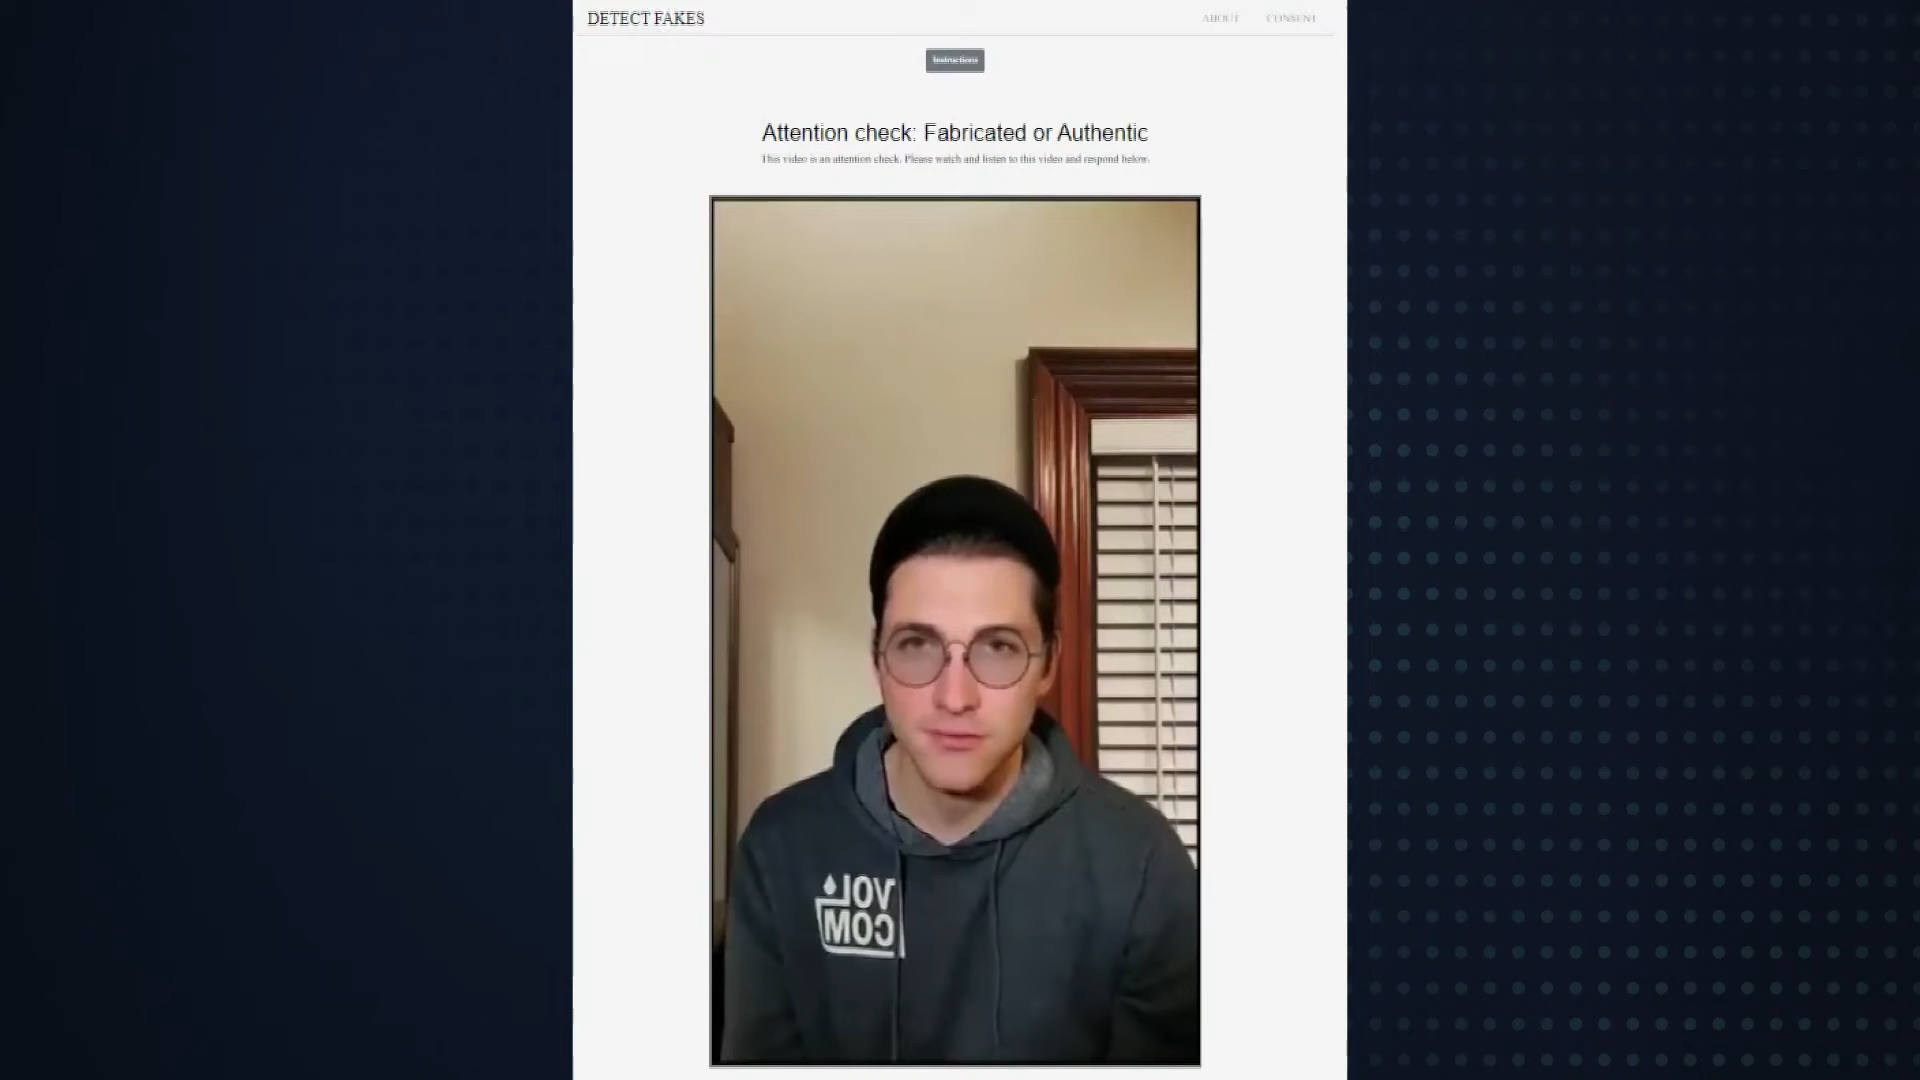 DETECT FAKES
ABOUT
CONSENT
Instructions
Attention check: Fabricated or Authentic
This video is an attention check. Please watch and listen to this video and respond below.
VOL
COM